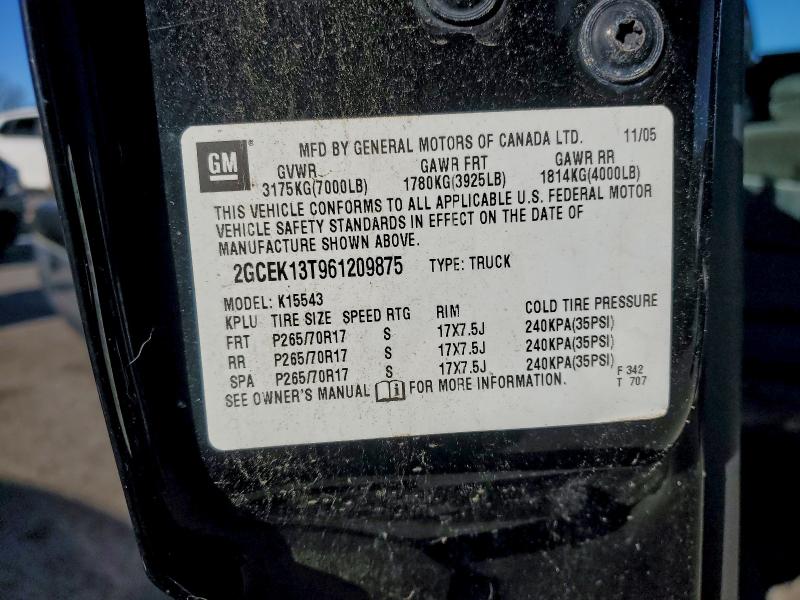 MFD BY GENERAL MOTORS OF CANADA LTD. 11/05
GM
GVWR GAWR FRT GAWR RR
3175KG(7000LB) 1780KG(3925LB) 1814KG(4000LB)
THIS VEHICLE CONFORMS TO ALL APPLICABLE U.S. FEDERAL MOTOR
VEHICLE SAFETY STANDARDS IN EFFECT ON THE DATE OF
MANUFACTURE SHOWN ABOVE.
2GCEK13T961209875 TYPE: TRUCK
MODEL: K15543
KPLU TIRE SIZE SPEED RTG RIM COLD TIRE PRESSURE
FRT P265/70R17 S 17X7.5J 240KPA(35PSI)
RR P265/70R17 S 17X7.5J 240KPA(35PSI)
SPA P265/70R17 S 17X7.5J 240KPA(35PSI)
SEE OWNER'S MANUAL FOR MORE INFORMATION.
F 342
T 707